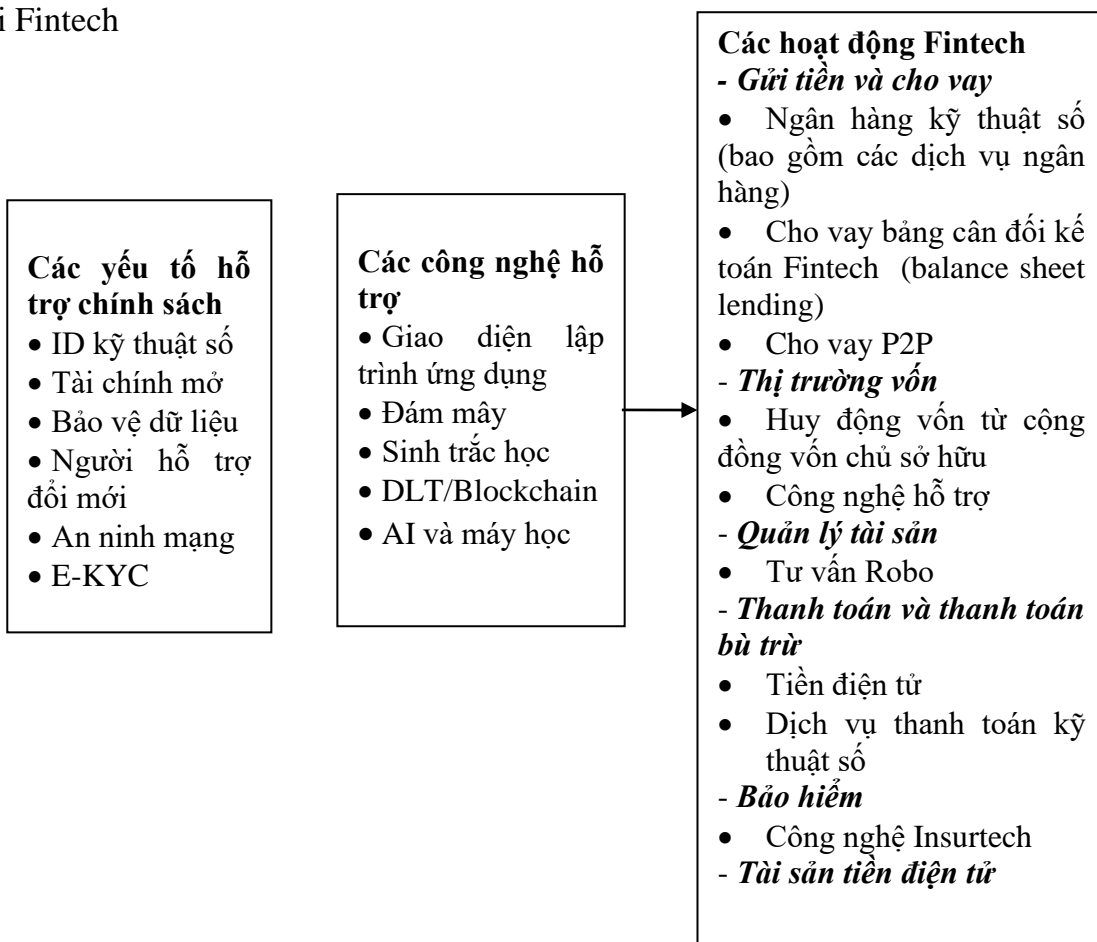 i Fintech
Các yếu tố hỗ
trợ chính sách
• ID kỹ thuật số
• Tài chính mở
• Bảo vệ dữ liệu
• Người hỗ trợ
đổi mới
• An ninh mạng
• E-KYC
Các công nghệ hỗ
trợ
• Giao diện lập
trình ứng dụng
• Đám mây
• Sinh trắc học
• DLT/Blockchain
• AI và máy học
Các hoạt động Fintech
- Gửi tiền và cho vay
• Ngân hàng kỹ thuật số
(bao gồm các dịch vụ ngân
hàng)
• Cho vay bảng cân đối kế
toán Fintech (balance sheet
lending)
• Cho vay P2P
- Thị trường vốn
• Huy động vốn từ cộng
đồng vốn chủ sở hữu
• Công nghệ hỗ trợ
- Quản lý tài sản
• Tư vấn Robo
- Thanh toán và thanh toán
bù trừ
• Tiền điện tử
• Dịch vụ thanh toán kỹ
thuật số
- Bảo hiểm
• Công nghệ Insurtech
- Tài sản tiền điện tử